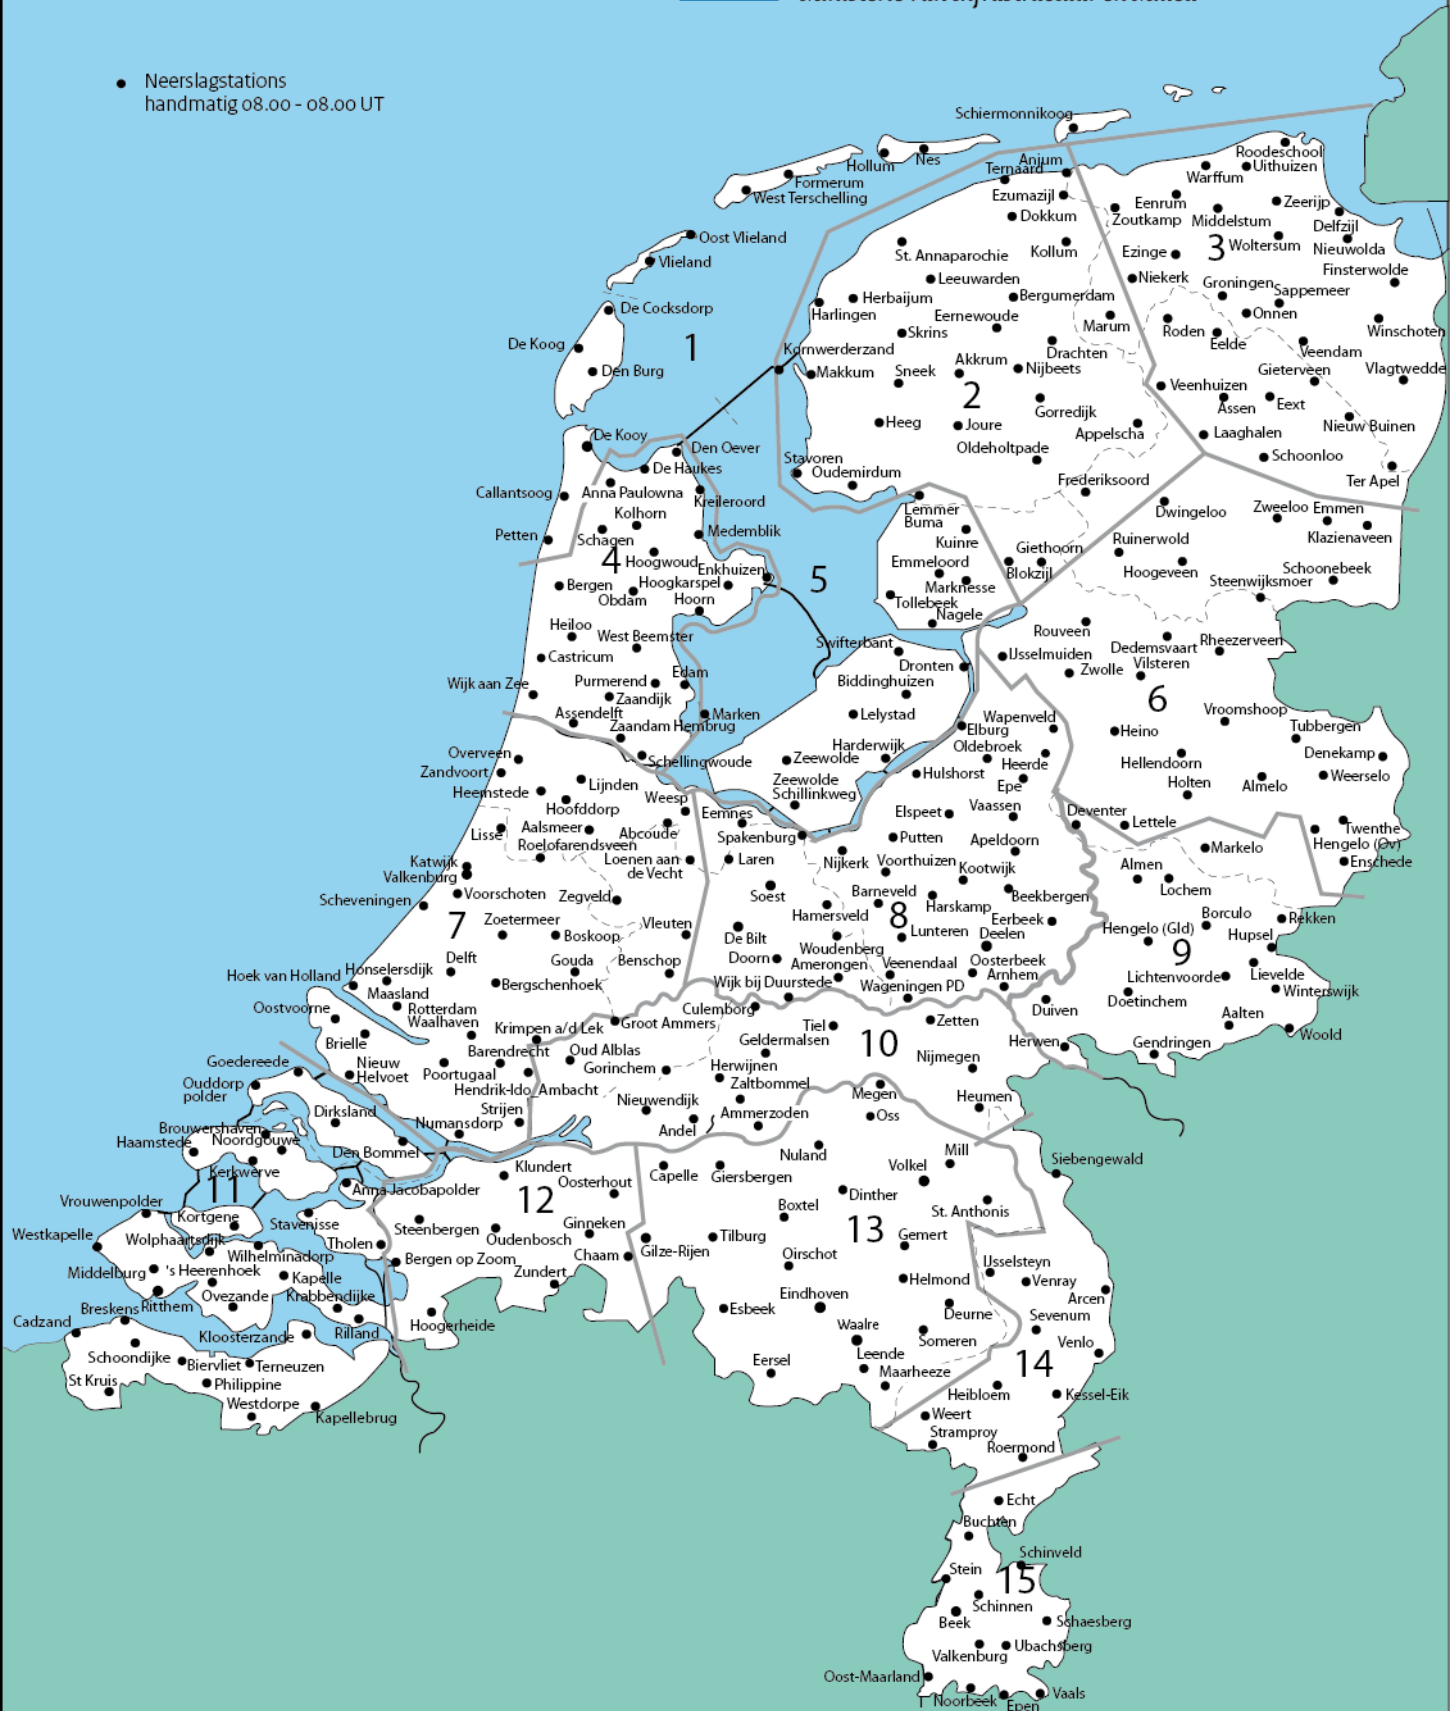 Neerslagstations
handmatig 08.00 - 08.00 UT
Schiermonnikoog
Hollum
Nes
Formerum
West Terschelling
Oost Vlieland
Vlieland
De Cocksdorp
De Koog
Den Burg
1
Anjum
Ternaard
Ezumazijl
Dokkum
Kollum
St. Annaparochie
Leeuwarden
Herbaijum
Harlingen
Bergumerdam
Eernewoude
Skrins
Marum
Drachten
Kornwerderzand
Makkum
Sneek
Akkrum
Nijbeets
2
Gorredijk
Heeg
Joure
Appelscha
Oldeholtpade
Stavoren
Oudemirdum
Frederiksoord
Roodeschool
Uithuizen
Warffum
Eenrum
Zoutkamp
Middelstum
Zeerijp
Delfzijl
3
Woltersum
Nieuwolda
Ezinge
Finsterwolde
Niekerk
Groningen
Sappemeer
Onnen
Roden
Eelde
Winschoten
Veendam
Gieterveen
Vlagtwedde
Veenhuizen
Assen
Eext
Nieuw Buinen
Laaghalen
Schoonloo
Ter Apel
De Kooy
Den Oever
De Haukes
Callantsoog
Anna Paulowna
Kreileroord
Kolhorn
Petten
Schagen
Medemblik
4
Hoogwoud
Enkhuizen
Bergen
Hoogkarspel
Obdam
Hoorn
Heiloo
West Beemster
Castricum
Edam
Wijk aan Zee
Purmerend
Zaandijk
Assendelft
Marken
Zaandam Hembrug
Schellingwoude
5
Lemmer
Buma
Kuinre
Emmeloord
Marknesse
Tollebeek
Nagele
Giethoorn
Blokzijl
Swifterbant
Dronten
Biddinghuizen
Lelystad
Harderwijk
Zeewolde
Zeewolde
Schillinkweg
Dwingeloo
Zweeloo
Emmen
Klazienaveen
Ruinerwold
Hoogeveen
Schoonebeek
Steenwijksmoer
Rouveen
IJsselmuiden
Dedemsvaart
Rheezerveen
Zwolle
Vilsteren
6
Vroomshoop
Heino
Tubbergen
Denekamp
Hellendoorn
Weerselo
Holten
Almelo
Deventer
Lettele
Twenthe
Hengelo (Ov)
Enschede
Wapenveld
Elburg
Oldebroek
Heerde
Hulshorst
Epe
Elspeet
Vaassen
Putten
Apeldoorn
Nijkerk
Voorthuizen
Kootwijk
Barneveld
Harskamp
Beekbergen
8
Hamersveld
Lunteren
Eerbeek
Deelen
Woudenberg
Oosterbeek
Amerongen
Veenendaal
Arnhem
Wageningen PD
Wijk bij Duurstede
Doorn
De Bilt
Soest
Laren
Spakenburg
Eemnes
Overveen
Zandvoort
Heemstede
Lijnden
Hoofddorp
Weesp
Lisse
Aalsmeer
Roelofarendsveen
Abcoude
Loenen aan
de Vecht
Katwijk
Valkenburg
Scheveningen
Voorschoten
Zegveld
7
Zoetermeer
Boskoop
Vleuten
Delft
Gouda
Benschop
Hoek van Holland
Honselersdijk
Maasland
Bergschenhoek
Oostvoorne
Rotterdam
Waalhaven
Krimpen a/d Lek
Brielle
Nieuw
Helvoet
Poortugaal
Barendrecht
Hendrik-Ido_Ambacht
Strijen
Numansdorp
Markelo
Almen
Lochem
Borculo
Rekken
Hengelo (Gld)
9
Hupsel
Lichtenvoorde
Lievelde
Winterswijk
Doetinchem
Aalten
Woold
Gendringen
Duiven
Herwen
Culemborg
Groot Ammers
Tiel
Zetten
Geldermalsen
10
Oud Alblas
Gorinchem
Nijmegen
Herwijnen
Zaltbommel
Nieuwendijk
Ammerzoden
Andel
Megen
Heumen
Goedereede
Ouddorp
polder
Dirksland
Brouwershaven
Haamstede
Noordgouwe
Den Bommel
Kerkwerve
11
Anna Jacobapolder
Vrouwenpolder
Kortgene
Stavenisse
Westkapelle
Wolphaartsdijk
Wilhelminadorp
Tholen
Middelburg
's Heerenhoek
Kapelle
Ovezande
Krabbendijke
Breskens
Ritthem
Cadzand
Kloosterzande
Rilland
Schoondijke
Biervliet
Terneuzen
St Kruis
Philippine
Westdorpe
Kapellebrug
Klundert
Oosterhout
12
Steenbergen
Oudenbosch
Ginneken
Bergen op Zoom
Chaam
Zundert
Hoogerheide
Oss
Nuland
Mill
Capelle
Giersbergen
Volkel
Dinther
Boxtel
St. Anthonis
13
Tilburg
Gilze-Rijen
Gemert
Oirschot
Helmond
Eindhoven
Esbeek
Deurne
Waalre
Someren
Leende
Eersel
Maarheeze
Siebengewald
IJsselsteyn
Venray
Arcen
Sevenum
Venlo
14
Heibloem
Kessel-Eik
Weert
Stramproy
Roermond
Echt
Buchten
Schinveld
Stein
15
Schinnen
Beek
Schaesberg
Ubachsberg
Valkenburg
Oost-Maarland
Noorbeek
Epen
Vaals